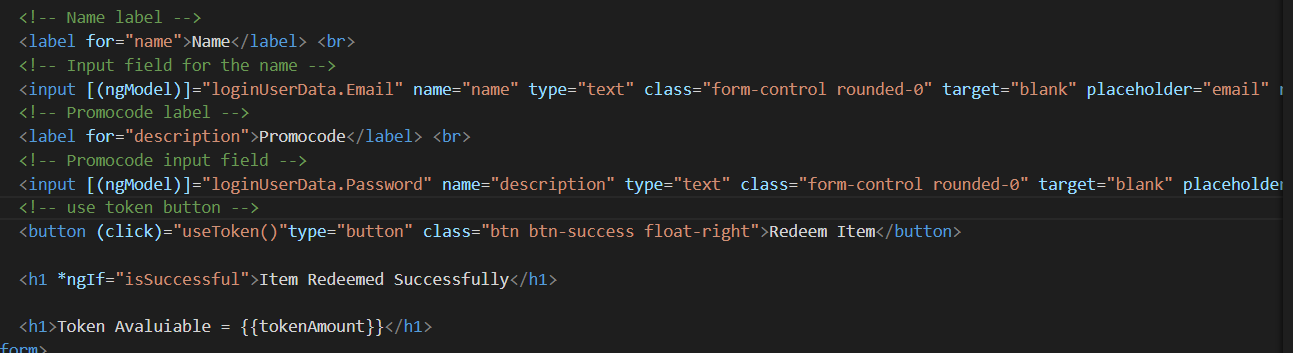 <!-- Name label -->
<label for="name">Name</label> <br>
<!-- Input field for the name -->
<input [(ngModel)]="loginUserData.Email" name="name" type="text" class="form-control rounded-0" target="blank" placeholder="email"
<!-- Promocode label -->
<label for="description">Promocode</label> <br>
<!-- Promocode input field -->
<input [(ngModel)]="loginUserData.Password" name="description" type="text" class="form-control rounded-0" target="blank" placeholder
<!-- use token button -->
<button (click)="useToken()"type="button" class="btn btn-success float-right">Redeem Item</button>
<h1 *ngIf="isSuccessful">Item Redeemed Successfully</h1>
<h1>Token Avaluiable = {{tokenAmount}}</h1>
form>